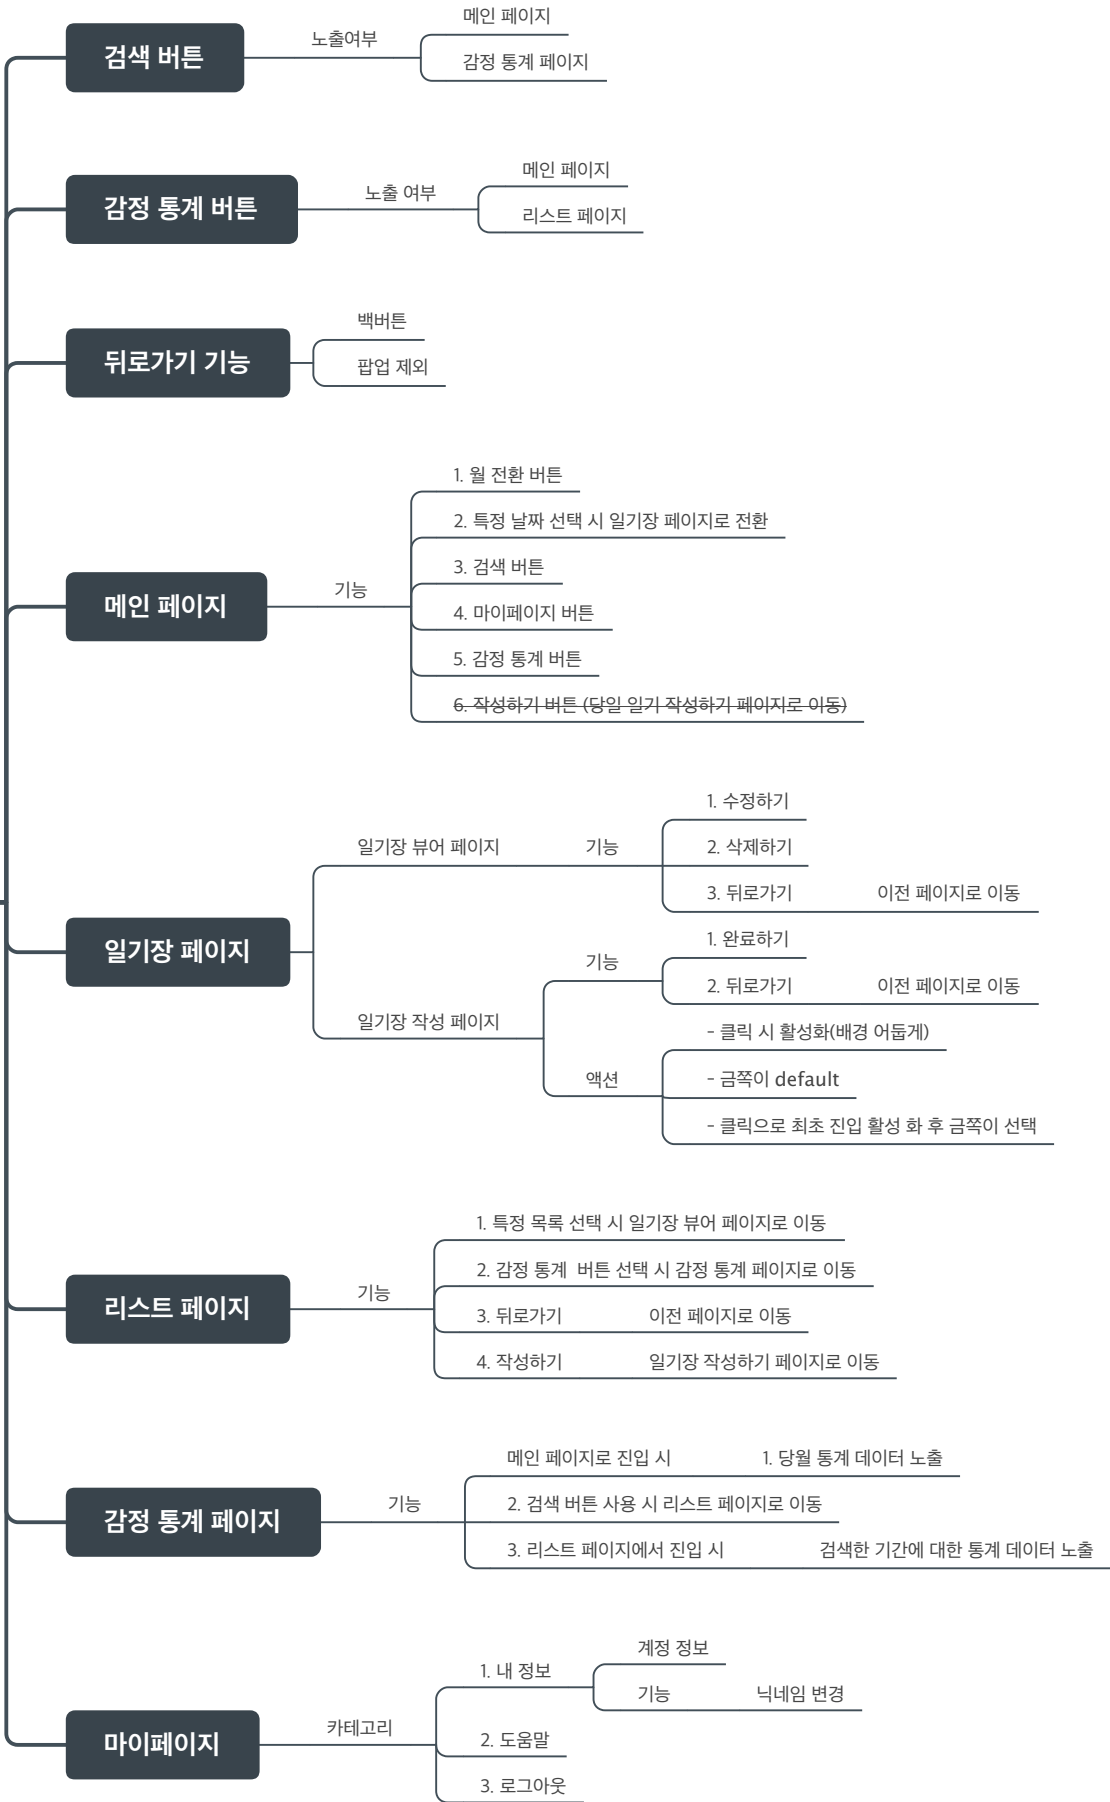 검색 버튼
노출여부
메인 페이지
감정 통계 페이지
감정 통계 버튼
노출 여부
메인 페이지
리스트 페이지
뒤로가기 기능
백버튼
팝업 제외
메인 페이지
기능
1. 월 전환 버튼
2. 특정 날짜 선택 시 일기장 페이지로 전환
3. 검색 버튼
4. 마이페이지 버튼
5. 감정 통계 버튼
6. 작성하기 버튼 (당일 일기 작성하기 페이지로 이동)
일기장 페이지
일기장 뷰어 페이지
기능
1. 수정하기
2. 삭제하기
3. 뒤로가기
이전 페이지로 이동
일기장 작성 페이지
기능
1. 완료하기
2. 뒤로가기
이전 페이지로 이동
액션
- 클릭 시 활성화(배경 어둡게)
- 금쪽이 default
- 클릭으로 최초 진입 활성 화 후 금쪽이 선택
리스트 페이지
기능
1. 특정 목록 선택 시 일기장 뷰어 페이지로 이동
2. 감정 통계  버튼 선택 시 감정 통계 페이지로 이동
3. 뒤로가기
이전 페이지로 이동
4. 작성하기
일기장 작성하기 페이지로 이동
감정 통계 페이지
기능
메인 페이지로 진입 시
1. 당월 통계 데이터 노출
2. 검색 버튼 사용 시 리스트 페이지로 이동
3. 리스트 페이지에서 진입 시
검색한 기간에 대한 통계 데이터 노출
마이페이지
카테고리
1. 내 정보
계정 정보
기능
닉네임 변경
2. 도움말
3. 로그아웃